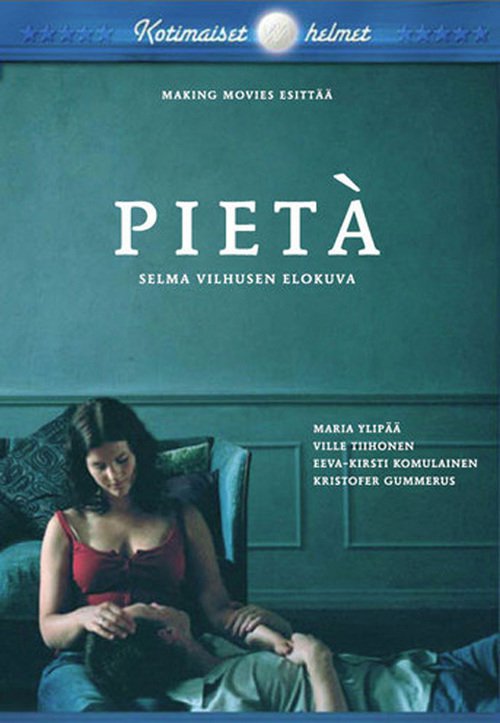 Kotimaiset helmet
MAKING MOVIES ESITTÄÄ
PIETÀ
SELMA VILHUSEN ELOKUVA
MARIA YLIPÄÄ
VILLE TIIHONEN
EEVA-KIRSTI KOMULAINEN
KRISTOFER GUMMERUS